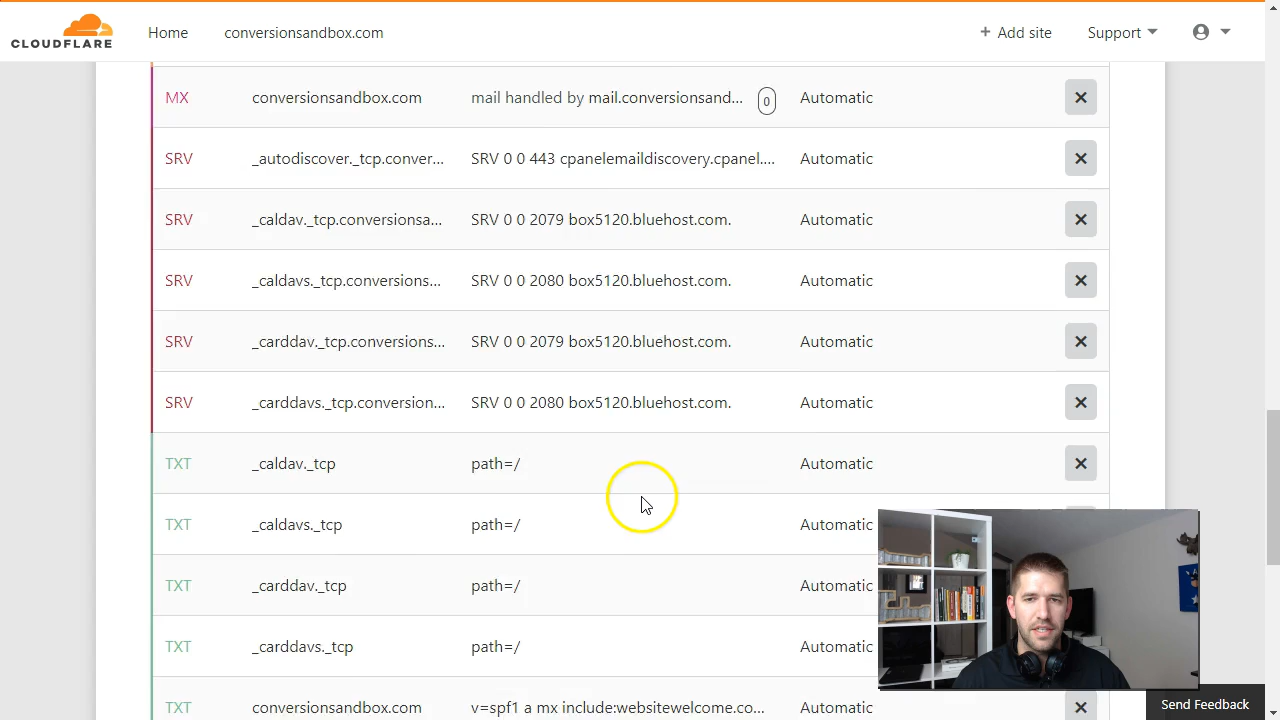 CLOUDFLARE Home conversionsandbox.com + Add site Support
MX conversionsandbox.com mail handled by mail.conversionsand... 0 Automatic ×
SRV _autodiscover._tcp.conver... SRV 0 0 443 cpanelemaildiscovery.cpanel.... Automatic ×
SRV _caldav._tcp.conversionsa... SRV 0 0 2079 box5120.bluehost.com. Automatic ×
SRV _caldavs._tcp.conversions... SRV 0 0 2080 box5120.bluehost.com. Automatic ×
SRV _carddav._tcp.conversions... SRV 0 0 2079 box5120.bluehost.com. Automatic ×
SRV _carddavs._tcp.conversion... SRV 0 0 2080 box5120.bluehost.com. Automatic ×
TXT _caldav._tcp path=/ Automatic ×
TXT _caldavs._tcp path=/ Automatic
TXT _carddav._tcp path=/ Automatic
TXT _carddavs._tcp path=/ Automatic
TXT conversionsandbox.com v=spf1 a mx include:websitewelcome.co... Automatic ×
Send Feedback